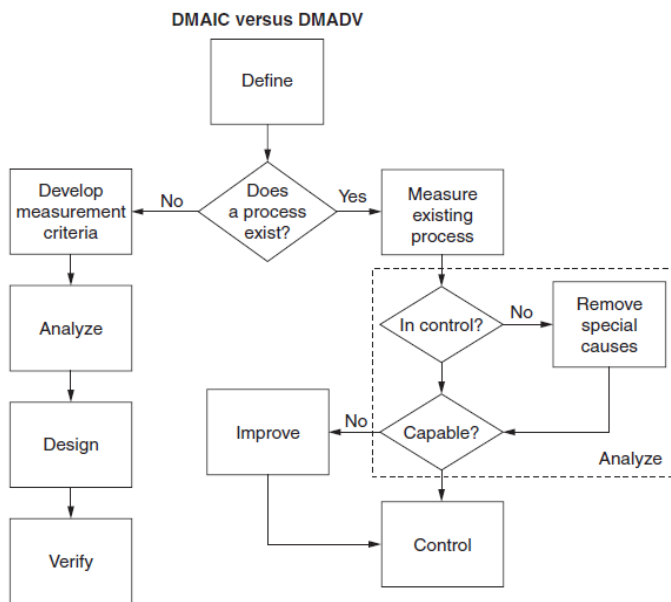 DMAIC versus DMADV
Define
Does
a process
exist?
No
Yes
Develop
measurement
criteria
Measure
existing
process
Analyze
In control?
No
Remove
special
causes
Design
Improve
No
Capable?
Analyze
Verify
Control